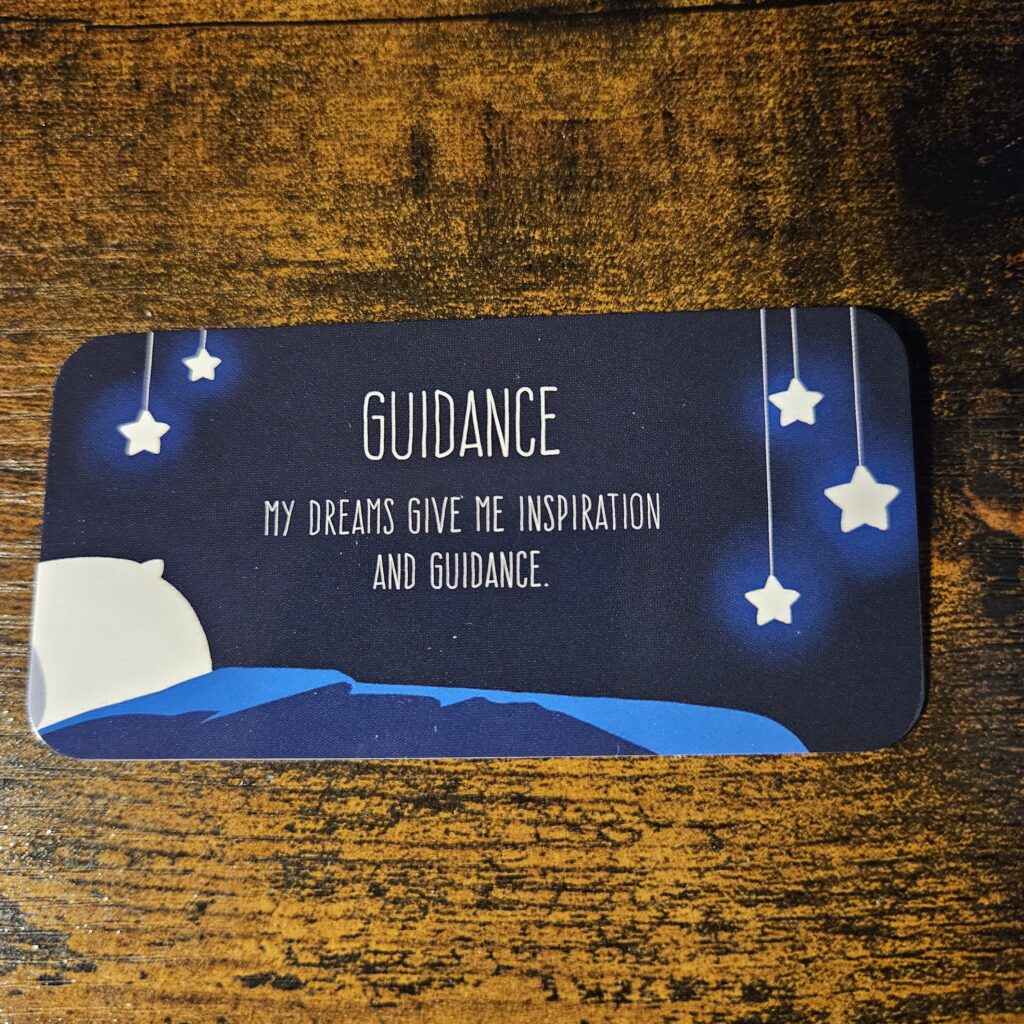 GUIDANCE
MY DREAMS GIVE ME INSPIRATION
AND GUIDANCE.